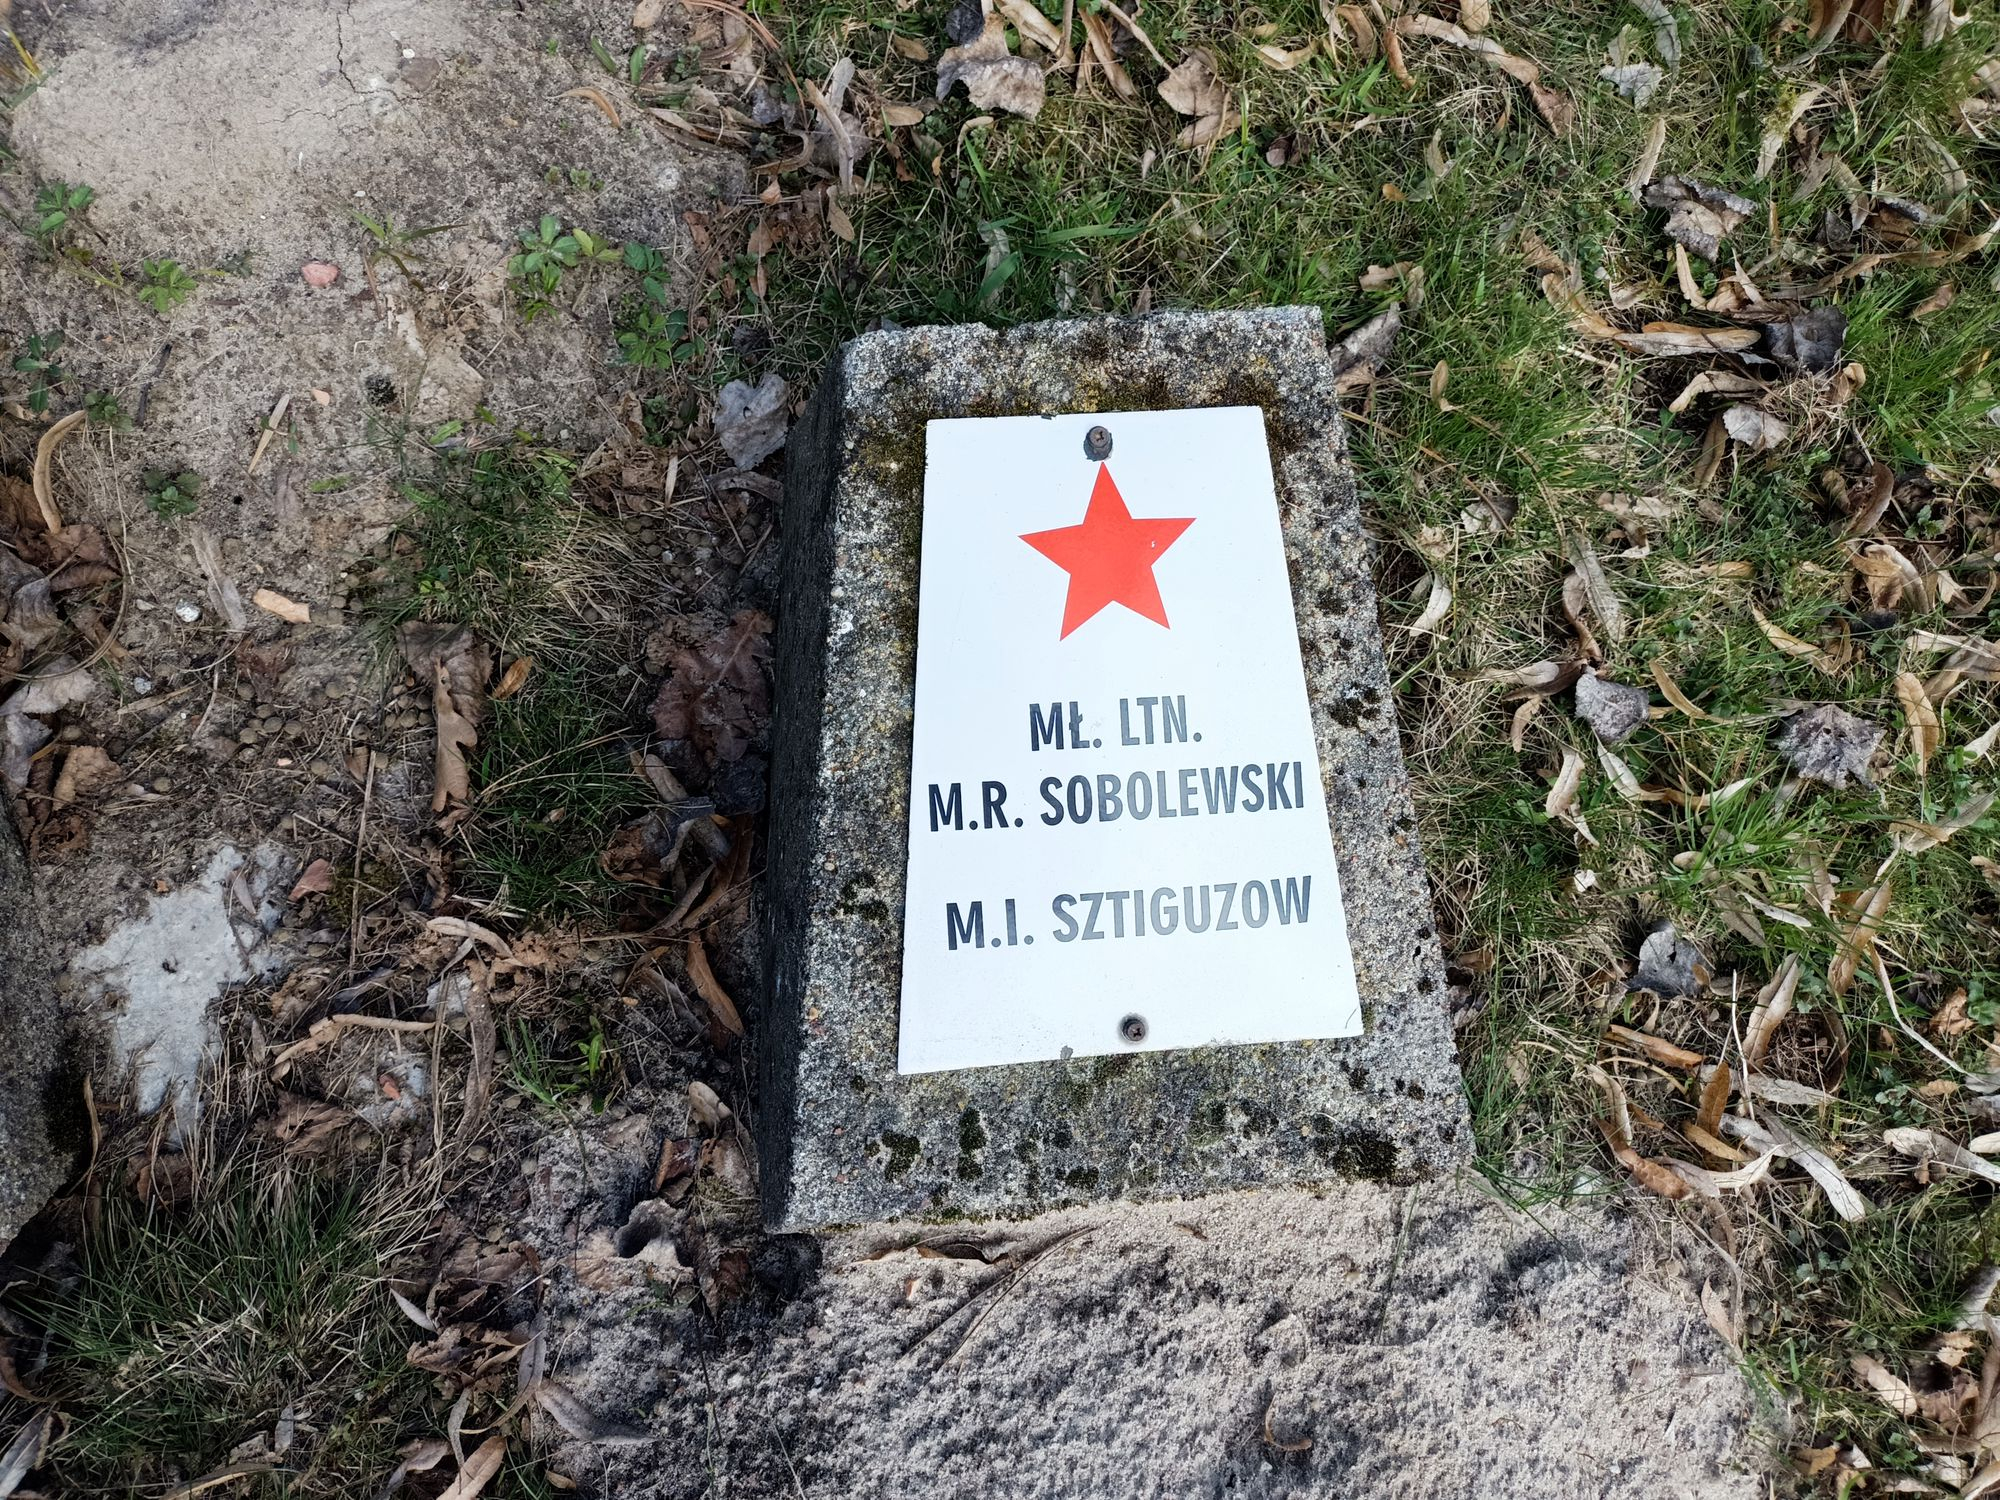 MŁ. LTN.
M.R. SOBOLEWSKI
M.I. SZTIGUZOW